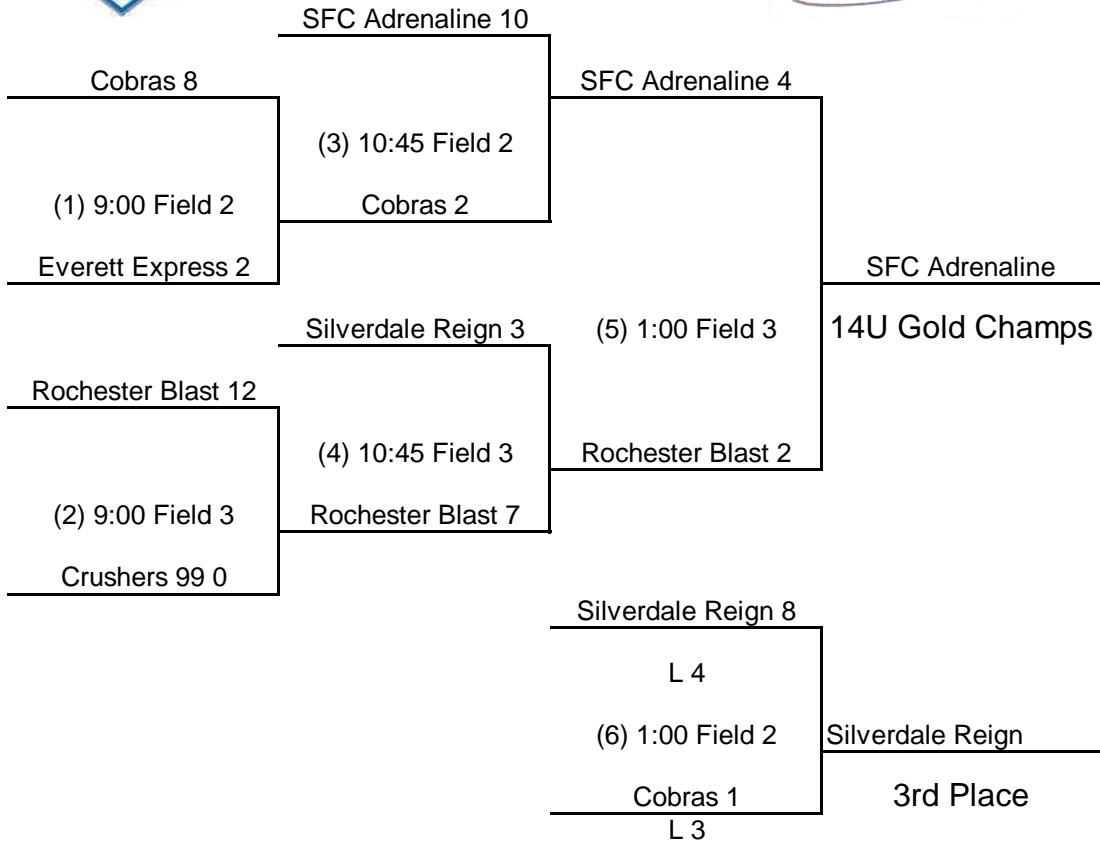 SFC Adrenaline 10
Cobras 8
SFC Adrenaline 4
(3) 10:45 Field 2
(1) 9:00 Field 2
Cobras 2
Everett Express 2
SFC Adrenaline
Silverdale Reign 3
(5) 1:00 Field 3
14U Gold Champs
Rochester Blast 12
(4) 10:45 Field 3
Rochester Blast 2
(2) 9:00 Field 3
Rochester Blast 7
Crushers 99 0
Silverdale Reign 8
L 4
(6) 1:00 Field 2
Silverdale Reign
Cobras 1
3rd Place
L 3